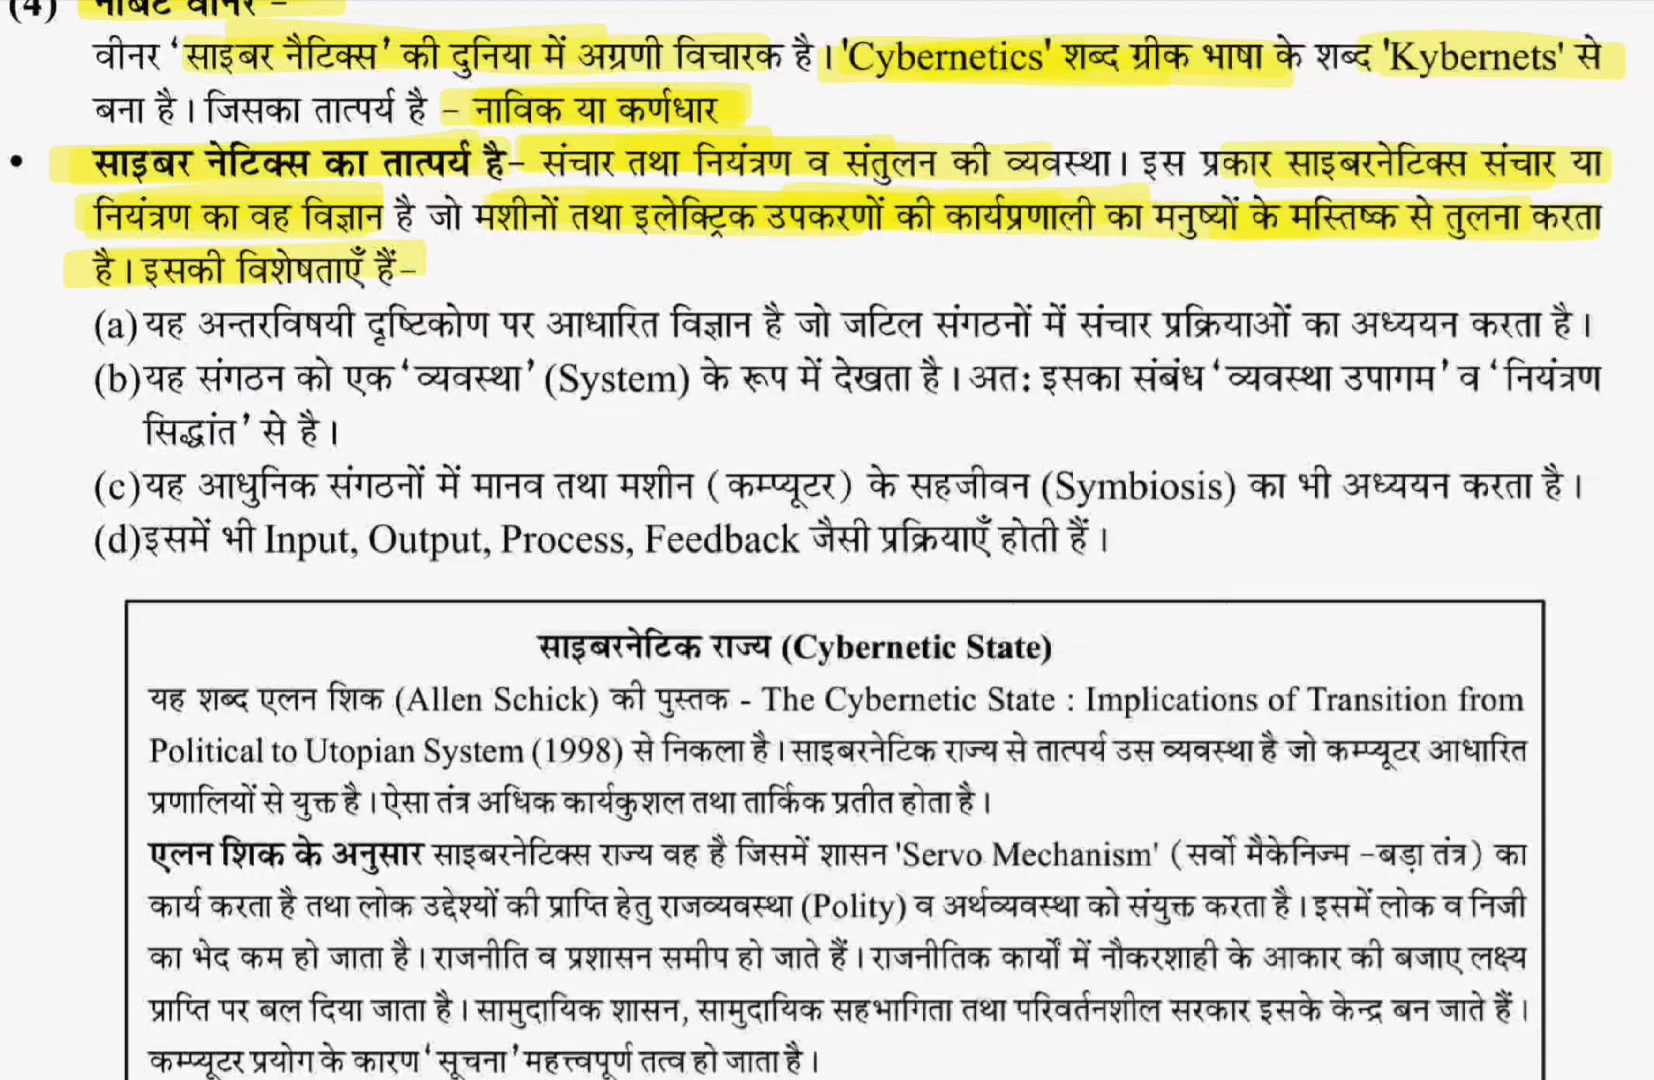 (4) नॉर्बर्ट वीनर –
वीनर ‘साइबर नैटिक्स’ की दुनिया में अग्रणी विचारक है। 'Cybernetics' शब्द ग्रीक भाषा के शब्द 'Kybernets' से
बना है। जिसका तात्पर्य है – नाविक या कर्णधार
• साइबर नेटिक्स का तात्पर्य है– संचार तथा नियंत्रण व संतुलन की व्यवस्था। इस प्रकार साइबरनेटिक्स संचार या
नियंत्रण का वह विज्ञान है जो मशीनों तथा इलेक्ट्रिक उपकरणों की कार्यप्रणाली का मनुष्यों के मस्तिष्क से तुलना करता
है। इसकी विशेषताएँ हैं–
(a) यह अन्तरविषयी दृष्टिकोण पर आधारित विज्ञान है जो जटिल संगठनों में संचार प्रक्रियाओं का अध्ययन करता है।
(b) यह संगठन को एक ‘व्यवस्था’ (System) के रूप में देखता है। अत: इसका संबंध ‘व्यवस्था उपागम’ व ‘नियंत्रण
सिद्धांत’ से है।
(c) यह आधुनिक संगठनों में मानव तथा मशीन (कम्प्यूटर) के सहजीवन (Symbiosis) का भी अध्ययन करता है।
(d) इसमें भी Input, Output, Process, Feedback जैसी प्रक्रियाएँ होती हैं।
साइबरनेटिक राज्य (Cybernetic State)
यह शब्द एलन शिक (Allen Schick) की पुस्तक - The Cybernetic State : Implications of Transition from
Political to Utopian System (1998) से निकला है। साइबरनेटिक राज्य से तात्पर्य उस व्यवस्था है जो कम्प्यूटर आधारित
प्रणालियों से युक्त है। ऐसा तंत्र अधिक कार्यकुशल तथा तार्किक प्रतीत होता है।
एलन शिक के अनुसार साइबरनेटिक्स राज्य वह है जिसमें शासन 'Servo Mechanism' (सर्वो मैकेनिज्म –बड़ा तंत्र) का
कार्य करता है तथा लोक उद्देश्यों की प्राप्ति हेतु राजव्यवस्था (Polity) व अर्थव्यवस्था को संयुक्त करता है। इसमें लोक व निजी
का भेद कम हो जाता है। राजनीति व प्रशासन समीप हो जाते हैं। राजनीतिक कार्यों में नौकरशाही के आकार की बजाए लक्ष्य
प्राप्ति पर बल दिया जाता है। सामुदायिक शासन, सामुदायिक सहभागिता तथा परिवर्तनशील सरकार इसके केन्द्र बन जाते हैं।
कम्प्यूटर प्रयोग के कारण ‘सूचना’ महत्त्वपूर्ण तत्व हो जाता है।